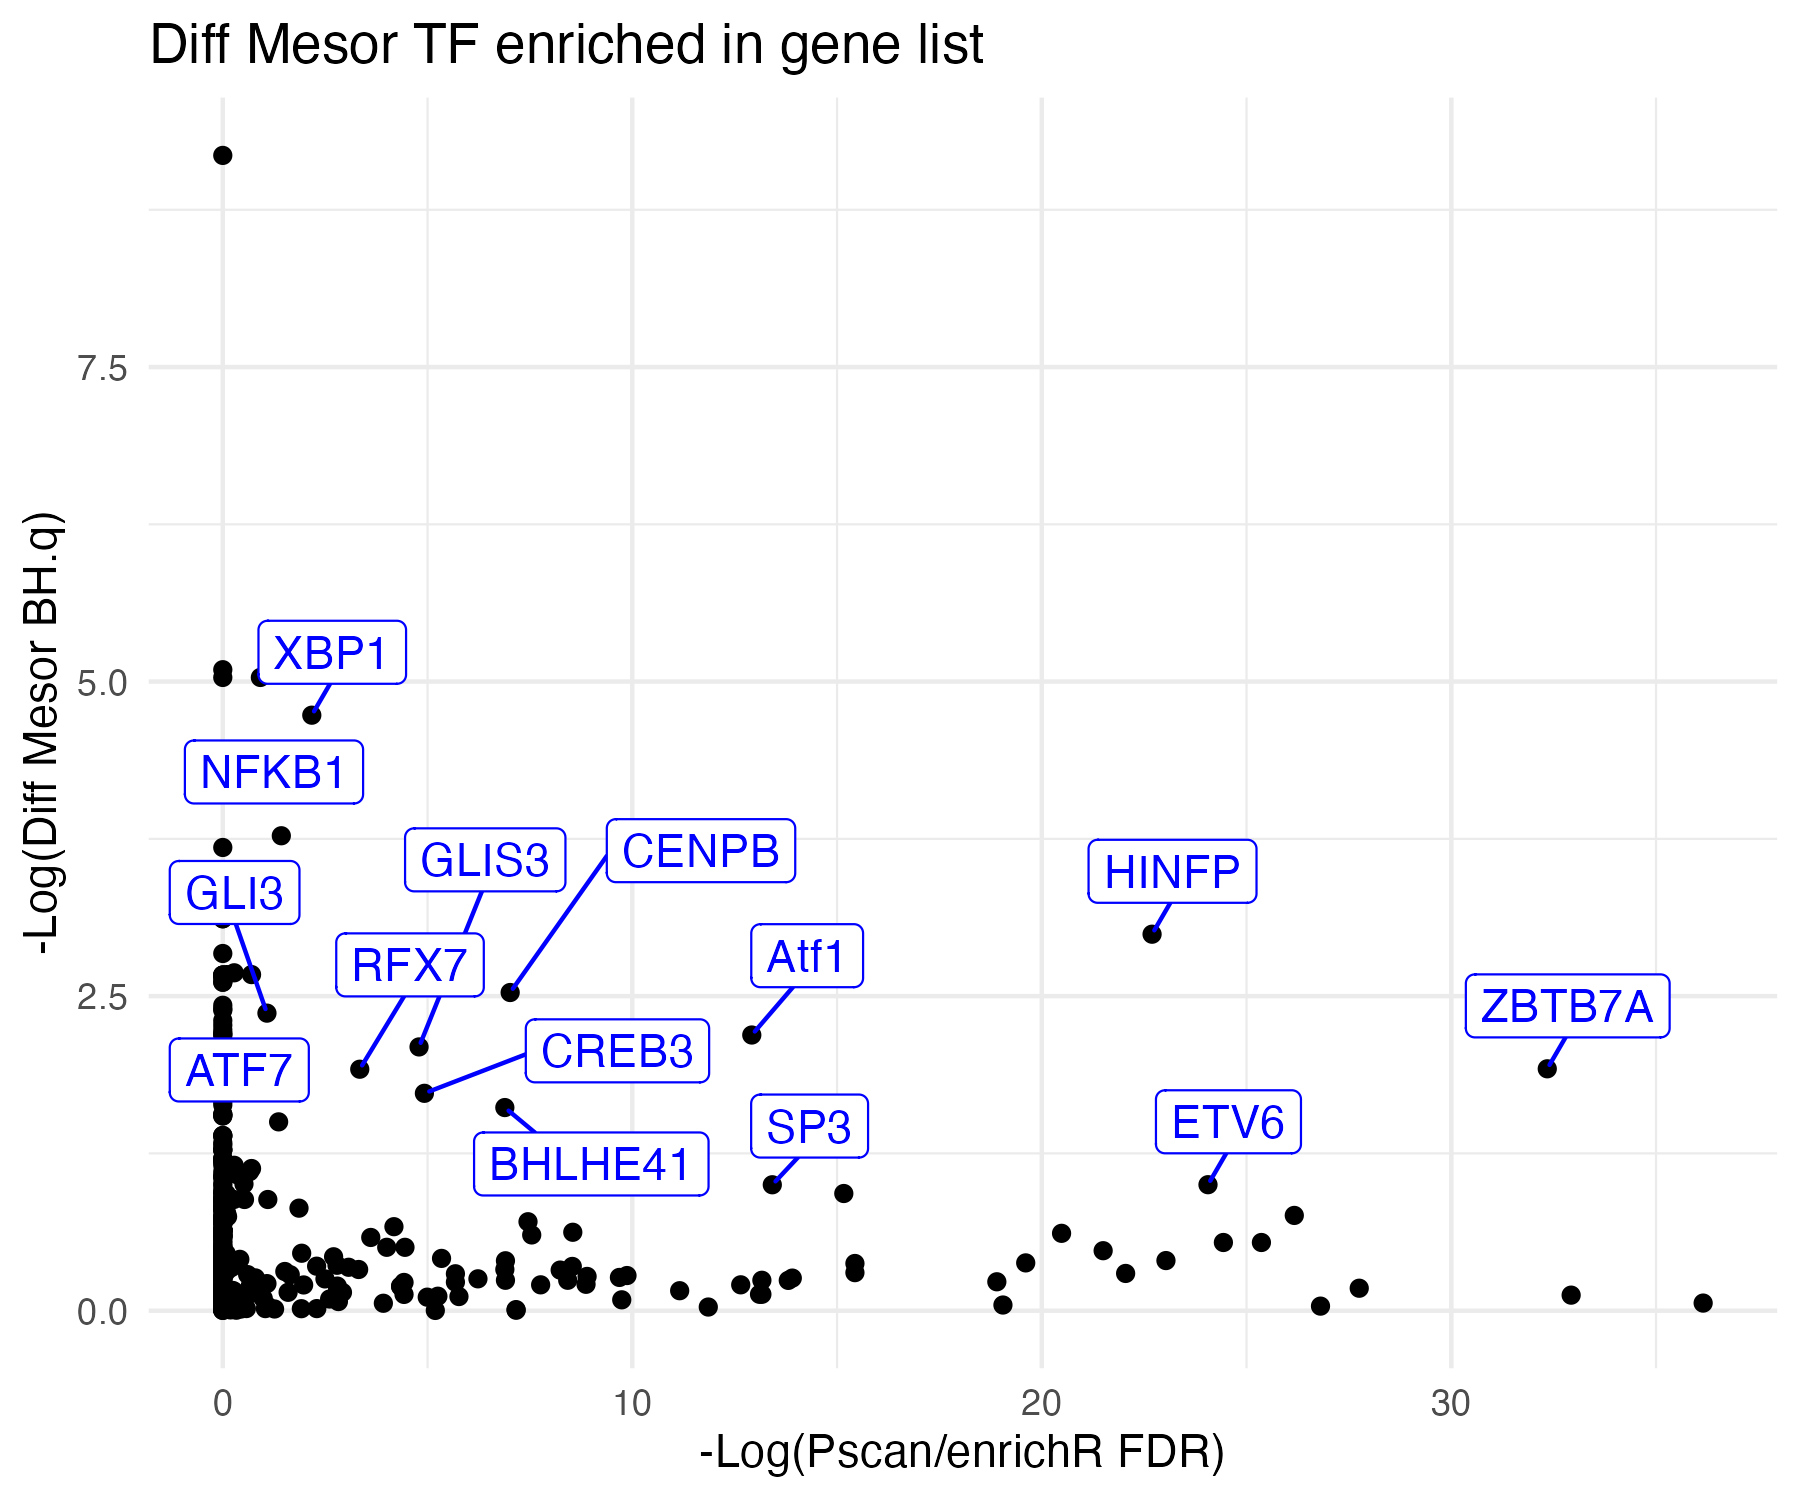 Diff Mesor TF enriched in gene list
-Log(Diff Mesor BH.q)
7.5
5.0
2.5
0.0
XBP1
NFKB1
GLI3
GLIS3
CENPB
HINFP
RFX7
Atf1
ZBTB7A
ATF7
CREB3
SP3
ETV6
BHLHE41
0
10
20
30
-Log(Pscan/enrichR FDR)